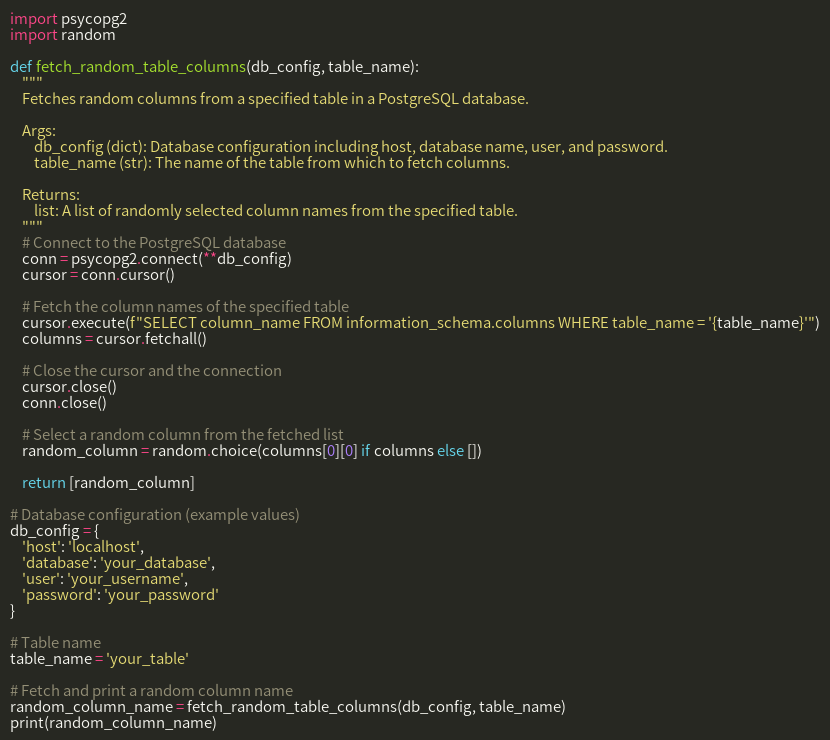 import psycopg2
import random

def fetch_random_table_columns(db_config, table_name):
    """
    Fetches random columns from a specified table in a PostgreSQL database.

    Args:
        db_config (dict): Database configuration including host, database name, user, and password.
        table_name (str): The name of the table from which to fetch columns.

    Returns:
        list: A list of randomly selected column names from the specified table.
    """
    # Connect to the PostgreSQL database
    conn = psycopg2.connect(**db_config)
    cursor = conn.cursor()

    # Fetch the column names of the specified table
    cursor.execute(f"SELECT column_name FROM information_schema.columns WHERE table_name = '{table_name}'")
    columns = cursor.fetchall()

    # Close the cursor and the connection
    cursor.close()
    conn.close()

    # Select a random column from the fetched list
    random_column = random.choice(columns[0][0] if columns else [])

    return [random_column]

# Database configuration (example values)
db_config = {
    'host': 'localhost',
    'database': 'your_database',
    'user': 'your_username',
    'password': 'your_password'
}

# Table name
table_name = 'your_table'

# Fetch and print a random column name
random_column_name = fetch_random_table_columns(db_config, table_name)
print(random_column_name)